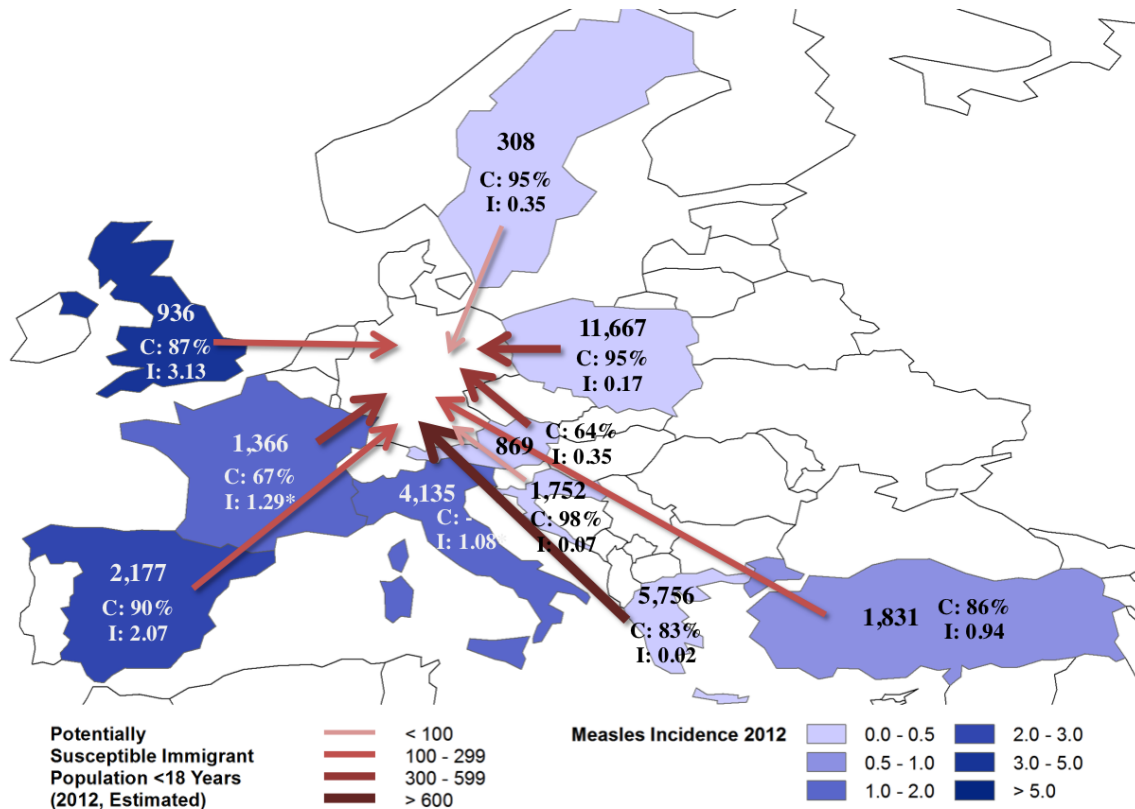 308
C: 95%
I: 0.35
936
C: 87%
I: 3.13
11,667
C: 95%
I: 0.17
1,366
C: 67%
I: 1.29*
869
C: 64%
I: 0.35
4,135
C: -
I: 1.08*
1,752
C: 98%
I: 0.07
2,177
C: 90%
I: 2.07
5,756
C: 83%
I: 0.02
1,831
C: 86%
I: 0.94
Potentially
Susceptible Immigrant
Population <18 Years
(2012, Estimated)
< 100
100 - 299
300 - 599
> 600
Measles Incidence 2012
0.0 - 0.5
0.5 - 1.0
1.0 - 2.0
2.0 - 3.0
3.0 - 5.0
> 5.0